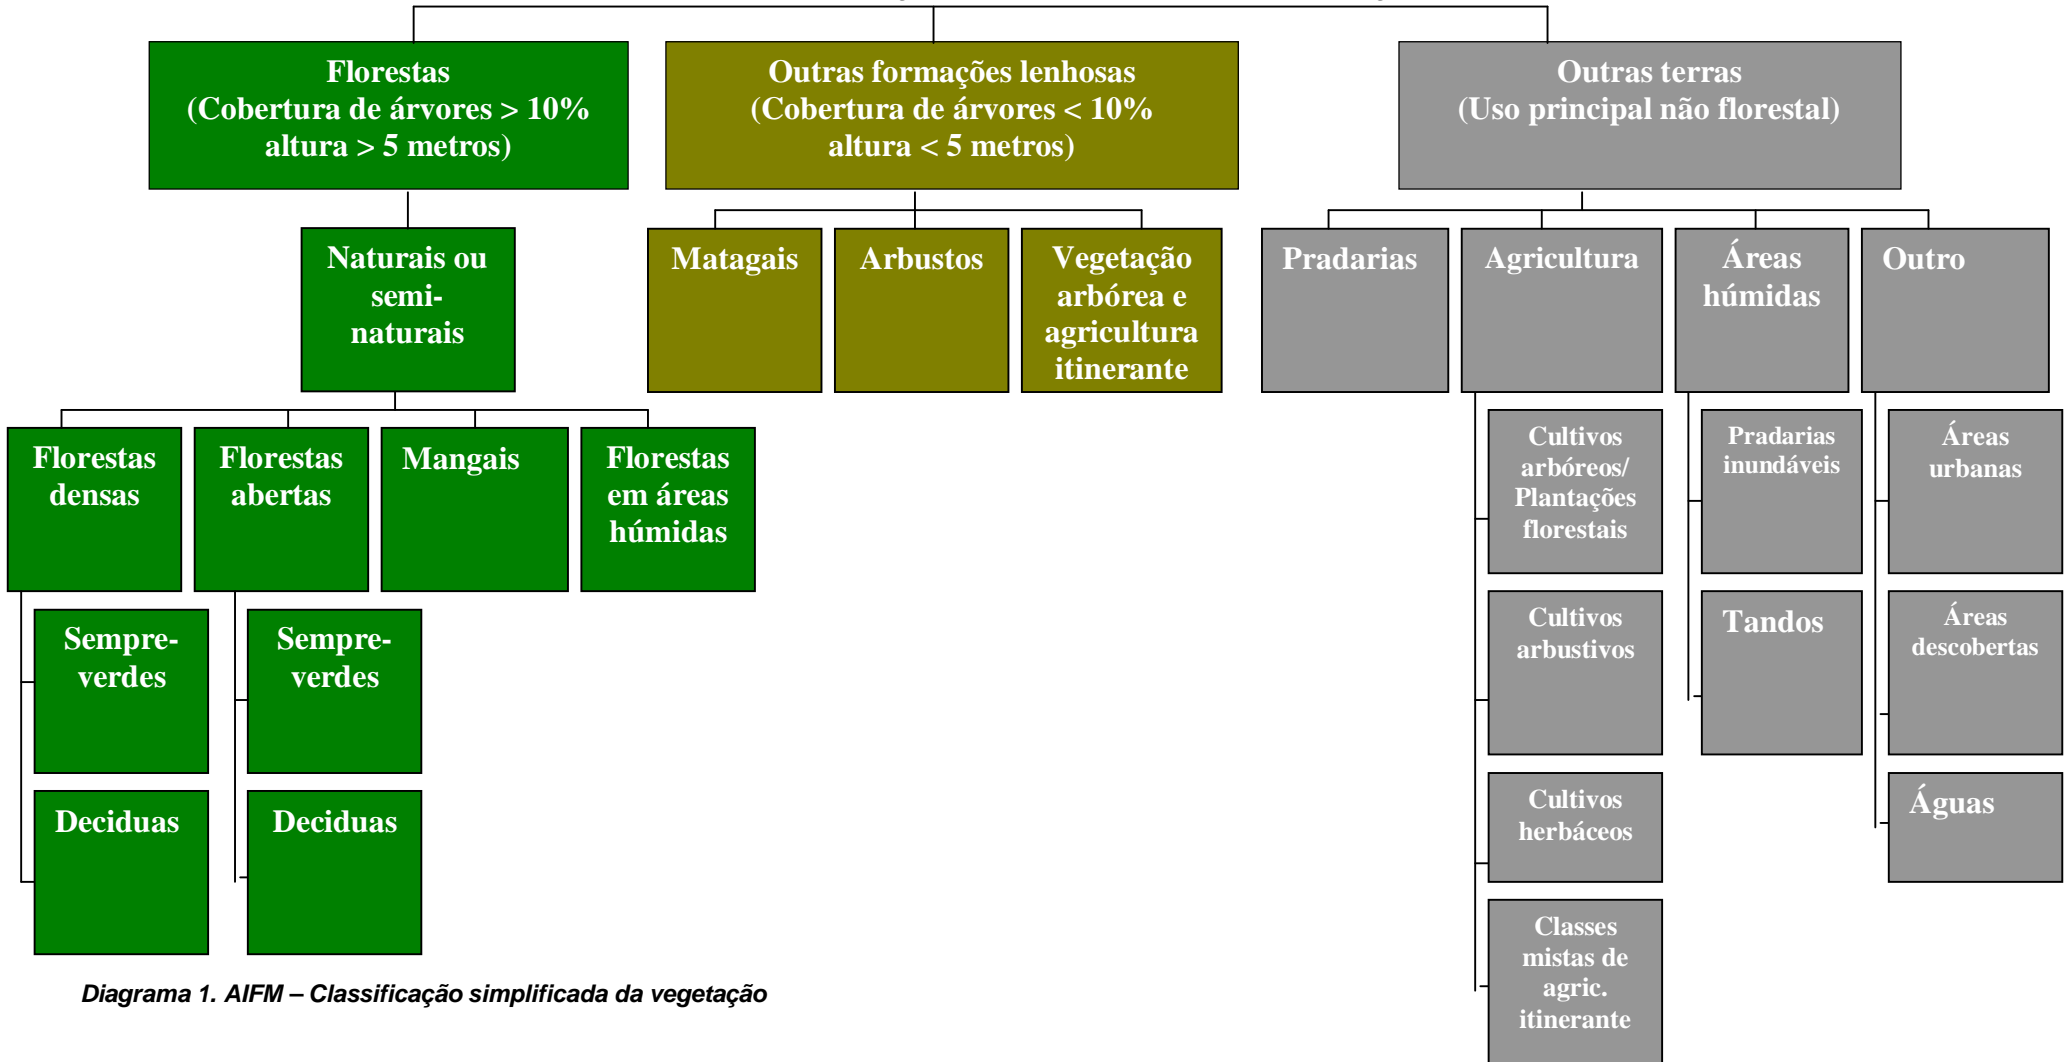 Florestas
(Cobertura de árvores > 10%
altura > 5 metros)
Outras formações lenhosas
(Cobertura de árvores < 10%
altura < 5 metros)
Outras terras
(Uso principal não florestal)
Naturais ou
semi-
naturais
Matagais
Arbustos
Vegetação
arbórea e
agricultura
itinerante
Pradarias
Agricultura
Áreas
húmidas
Outro
Florestas
densas
Florestas
abertas
Mangais
Florestas
em áreas
húmidas
Cultivos
arbóreos/
Plantações
florestais
Pradarias
inundáveis
Áreas
urbanas
Sempre-
verdes
Sempre-
verdes
Cultivos
arbustivos
Tandos
Áreas
descobertas
Deciduas
Deciduas
Cultivos
herbáceos
Águas
Classes
mistas de
agric.
itinerante
Diagrama 1. AIFM – Classificação simplificada da vegetação